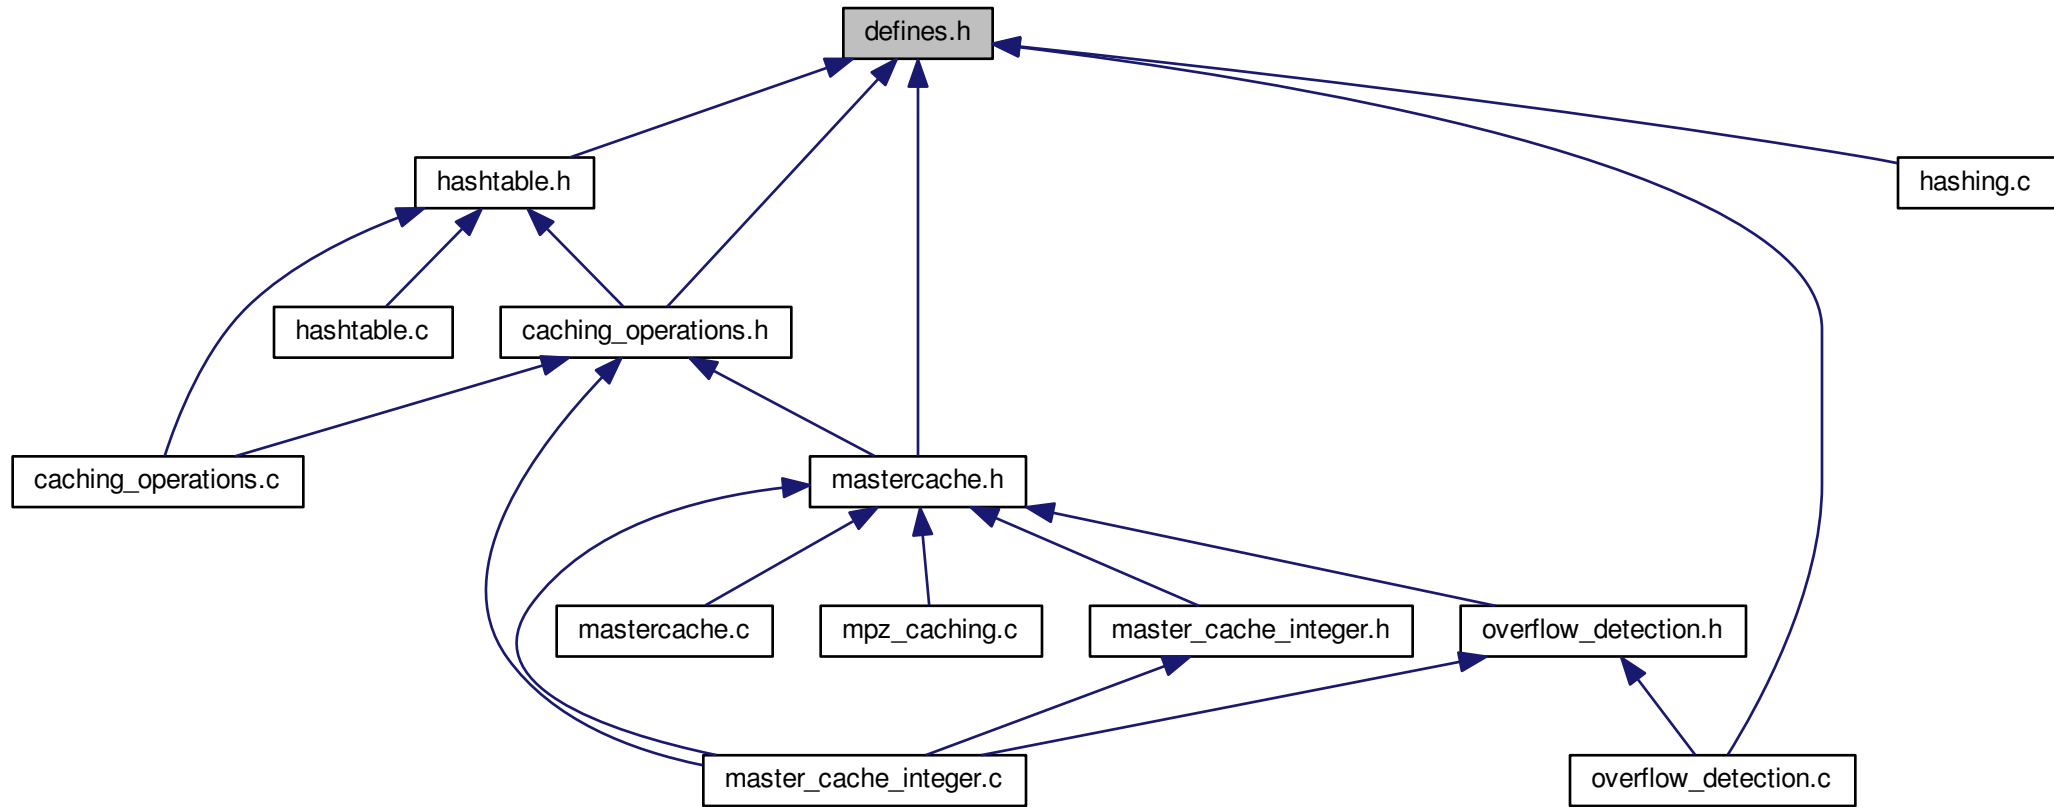 defines.h
hashtable.h
hashing.c
hashtable.c
caching_operations.h
caching_operations.c
mastercache.h
mastercache.c
mpz_caching.c
master_cache_integer.h
overflow_detection.h
master_cache_integer.c
overflow_detection.c